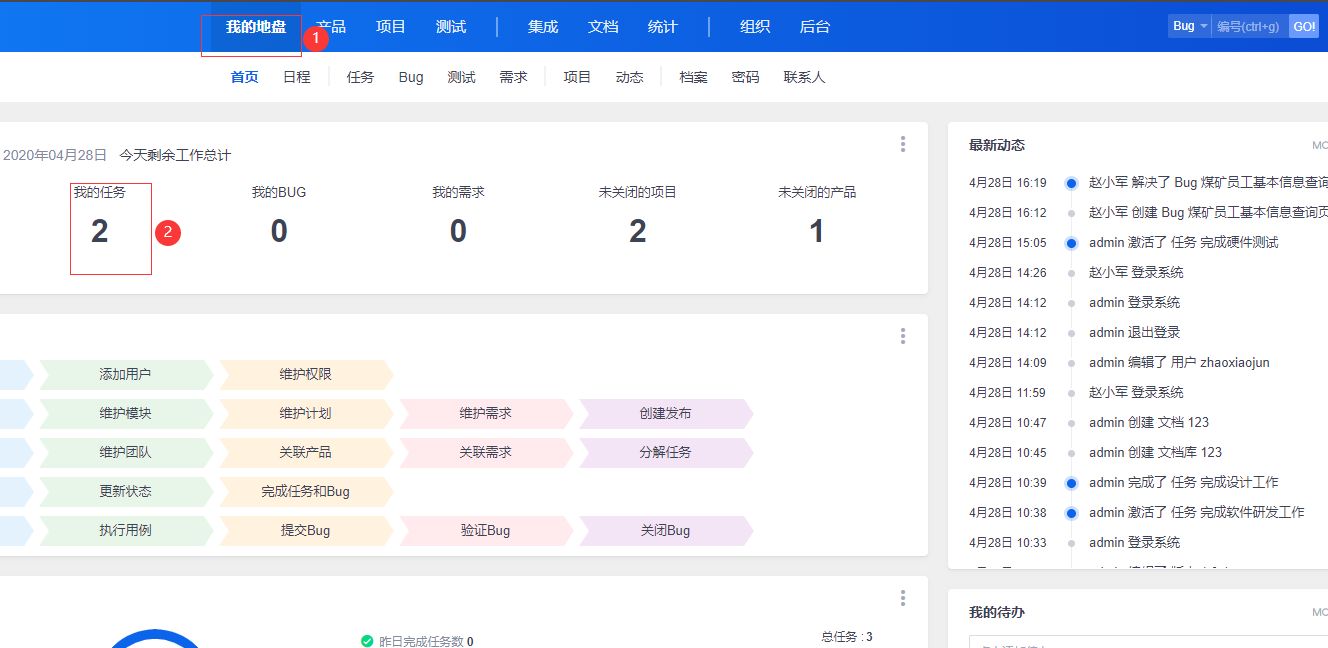 我的地盘 产品 项目 测试 集成 文档 统计 组织 后台 Bug 编号(ctrl+g) GO!
1
首页 日程 任务 Bug 测试 需求 项目 动态 档案 密码 联系人
2020年04月28日 今天剩余工作总计
我的任务 我的BUG 我的需求 未关闭的项目 未关闭的产品
2 0 0 2 1
2
添加用户 维护权限
维护模块 维护计划 维护需求 创建发布
维护团队 关联产品 关联需求 分解任务
更新状态 完成任务和Bug
执行用例 提交Bug 验证Bug 关闭Bug
昨日完成任务数 0 总任务 : 3
最新动态
4月28日 16:19 赵小军 解决了 Bug 煤矿员工基本信息查询
4月28日 16:12 赵小军 创建 Bug 煤矿员工基本信息查询页
4月28日 15:05 admin 激活了 任务 完成硬件测试
4月28日 14:26 赵小军 登录系统
4月28日 14:12 admin 登录系统
4月28日 14:12 admin 退出登录
4月28日 14:09 admin 编辑了 用户 zhaoxiaojun
4月28日 11:59 赵小军 登录系统
4月28日 10:47 admin 创建 文档 123
4月28日 10:45 admin 创建 文档库 123
4月28日 10:39 admin 完成了 任务 完成设计工作
4月28日 10:38 admin 激活了 任务 完成软件研发工作
4月28日 10:33 admin 登录系统
我的待办